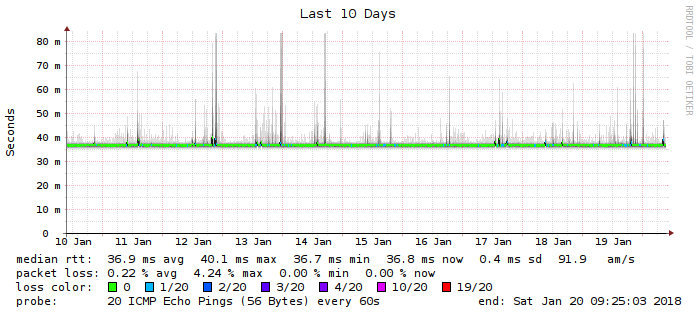 Last 10 Days
RRDTOOL / TOBI OETIKER
Seconds
80 m
70 m
60 m
50 m
40 m
30 m
20 m
10 m
0
10 Jan 11 Jan 12 Jan 13 Jan 14 Jan 15 Jan 16 Jan 17 Jan 18 Jan 19 Jan
median rtt: 36.9 ms avg 40.1 ms max 36.7 ms min 36.8 ms now 0.4 ms sd 91.9 am/s
packet loss: 0.22 % avg 4.24 % max 0.00 % min 0.00 % now
loss color: 0 1/20 2/20 3/20 4/20 10/20 19/20
probe: 20 ICMP Echo Pings (56 Bytes) every 60s end: Sat Jan 20 09:25:03 2018